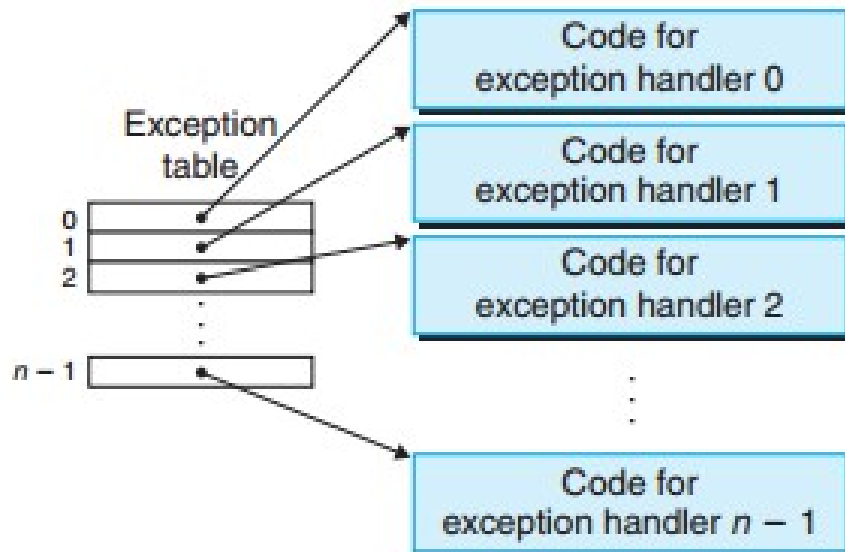 Code for
exception handler 0
Exception
table
Code for
exception handler 1
0
1
2
Code for
exception handler 2
n – 1
Code for
exception handler n – 1